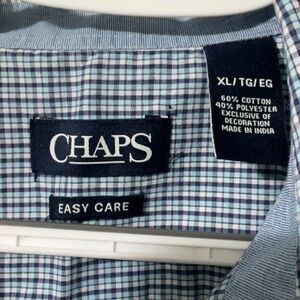 CHAPS
EASY CARE
XL/TG/EG
60% COTTON
40% POLYESTER
EXCLUSIVE OF
DECORATION
MADE IN INDIA